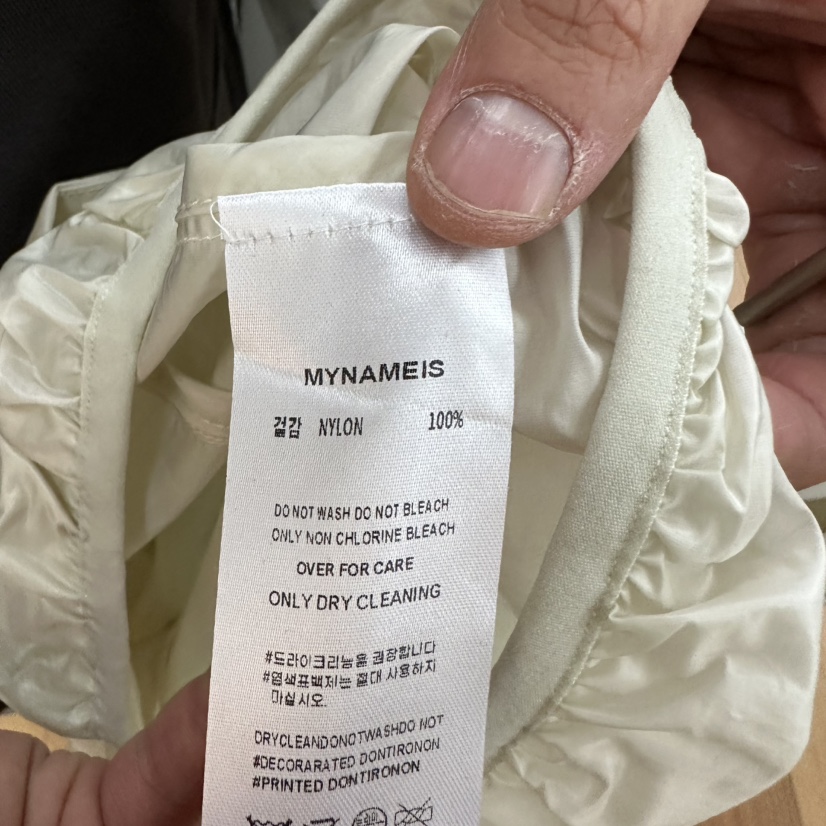 MYNAMEIS
겉감 NYLON 100%
DO NOT WASH DO NOT BLEACH
ONLY NON CHLORINE BLEACH
OVER FOR CARE
ONLY DRY CLEANING
#드라이크리닝을 권장합니다
#염색표백제는 절대 사용하지
마십시오.
DRYCLEANDONOTWASHDO NOT
#DECORARATED DONTIRONON
#PRINTED DONTIRONON